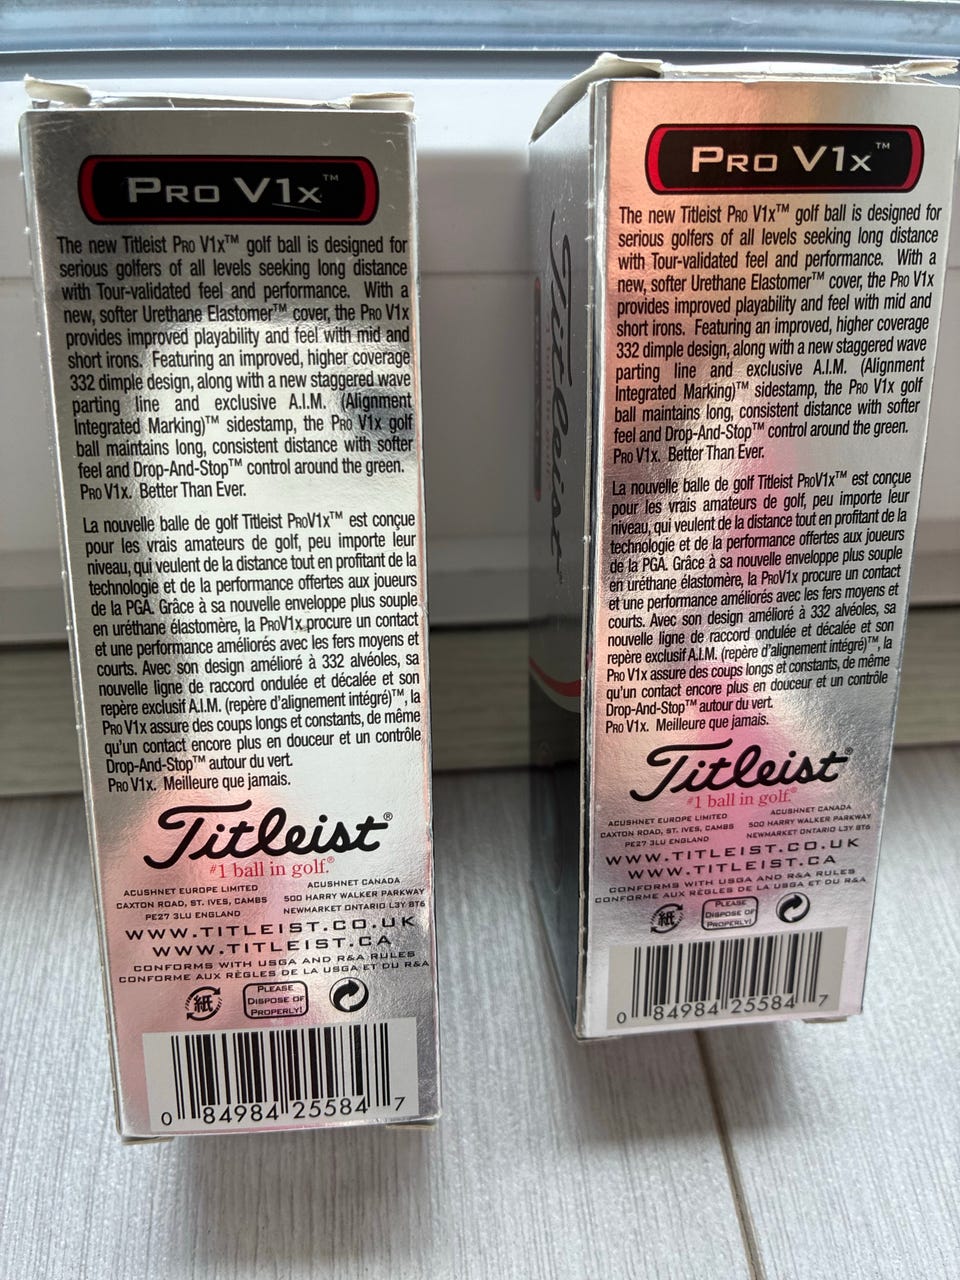 PRO V1x™
The new Titleist PRO V1x™ golf ball is designed for
serious golfers of all levels seeking long distance
with Tour-validated feel and performance. With a
new, softer Urethane Elastomer™ cover, the PRO V1x
provides improved playability and feel with mid and
short irons. Featuring an improved, higher coverage
332 dimple design, along with a new staggered wave
parting line and exclusive A.I.M. (Alignment
Integrated Marking)™ sidestamp, the PRO V1x golf
ball maintains long, consistent distance with softer
feel and Drop-And-Stop™ control around the green.
PRO V1x. Better Than Ever.
La nouvelle balle de golf Titleist PROV1x™ est conçue
pour les vrais amateurs de golf, peu importe leur
niveau, qui veulent de la distance tout en profitant de la
technologie et de la performance offertes aux joueurs
de la PGA. Grâce à sa nouvelle enveloppe plus souple
en uréthane élastomère, la PROV1x procure un contact
et une performance améliorés avec les fers moyens et
courts. Avec son design amélioré à 332 alvéoles, sa
nouvelle ligne de raccord ondulée et décalée et son
repère exclusif A.I.M. (repère d'alignement intégré)™, la
PRO V1x assure des coups longs et constants, de même
qu'un contact encore plus en douceur et un contrôle
Drop-And-Stop™ autour du vert.
PRO V1x. Meilleure que jamais.
Titleist®
#1 ball in golf.®
ACUSHNET EUROPE LIMITED
CAXTON ROAD, ST. IVES, CAMBS
PE27 3LU ENGLAND
ACUSHNET CANADA
500 HARRY WALKER PARKWAY
NEWMARKET ONTARIO L3Y 8T6
WWW.TITLEIST.CO.UK
WWW.TITLEIST.CA
CONFORMS WITH USGA AND R&A RULES
CONFORME AUX RÈGLES DE LA USGA ET DU R&A
紙
PLEASE
DISPOSE OF
PROPERLY!
0 84984 25584 7
Titleist
PRO V1x™
The new Titleist PRO V1x™ golf ball is designed for
serious golfers of all levels seeking long distance
with Tour-validated feel and performance. With a
new, softer Urethane Elastomer™ cover, the PRO V1x
provides improved playability and feel with mid and
short irons. Featuring an improved, higher coverage
332 dimple design, along with a new staggered wave
parting line and exclusive A.I.M. (Alignment
Integrated Marking)™ sidestamp, the PRO V1x golf
ball maintains long, consistent distance with softer
feel and Drop-And-Stop™ control around the green.
PRO V1x. Better Than Ever.
La nouvelle balle de golf Titleist PROV1x™ est conçue
pour les vrais amateurs de golf, peu importe leur
niveau, qui veulent de la distance tout en profitant de la
technologie et de la performance offertes aux joueurs
de la PGA. Grâce à sa nouvelle enveloppe plus souple
en uréthane élastomère, la PROV1x procure un contact
et une performance améliorés avec les fers moyens et
courts. Avec son design amélioré à 332 alvéoles, sa
nouvelle ligne de raccord ondulée et décalée et son
repère exclusif A.I.M. (repère d'alignement intégré)™, la
PRO V1x assure des coups longs et constants, de même
qu'un contact encore plus en douceur et un contrôle
Drop-And-Stop™ autour du vert.
PRO V1x. Meilleure que jamais.
Titleist®
#1 ball in golf.®
ACUSHNET EUROPE LIMITED
CAXTON ROAD, ST. IVES, CAMBS
PE27 3LU ENGLAND
ACUSHNET CANADA
500 HARRY WALKER PARKWAY
NEWMARKET ONTARIO L3Y 8T6
WWW.TITLEIST.CO.UK
WWW.TITLEIST.CA
CONFORMS WITH USGA AND R&A RULES
CONFORME AUX RÈGLES DE LA USGA ET DU R&A
紙
PLEASE
DISPOSE OF
PROPERLY!
0 84984 25584 7